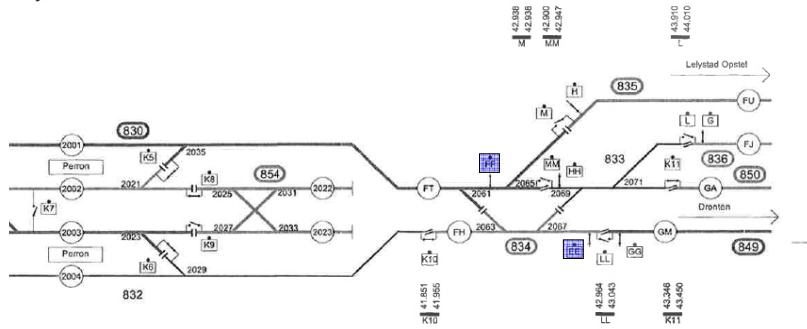 42.938
42.938
M
42.900
42.947
MM
43.910
44.010
L
Lelystad Opstel
835
H
M
FU
830
2001
K5
2035
L
G
FJ
Perron
854
FF
MM
HH
833
K11
836
850
2002
2021
K8
2025
2031
2022
FT
2061
2065
2069
2071
GA
K7
Dronten
2003
2023
K9
2027
2033
2023
FH
2063
834
2067
GM
849
Perron
K6
K10
EE
LL
GG
2004
2029
832
41.851
41.955
K10
42.964
43.043
LL
43.346
43.450
K11